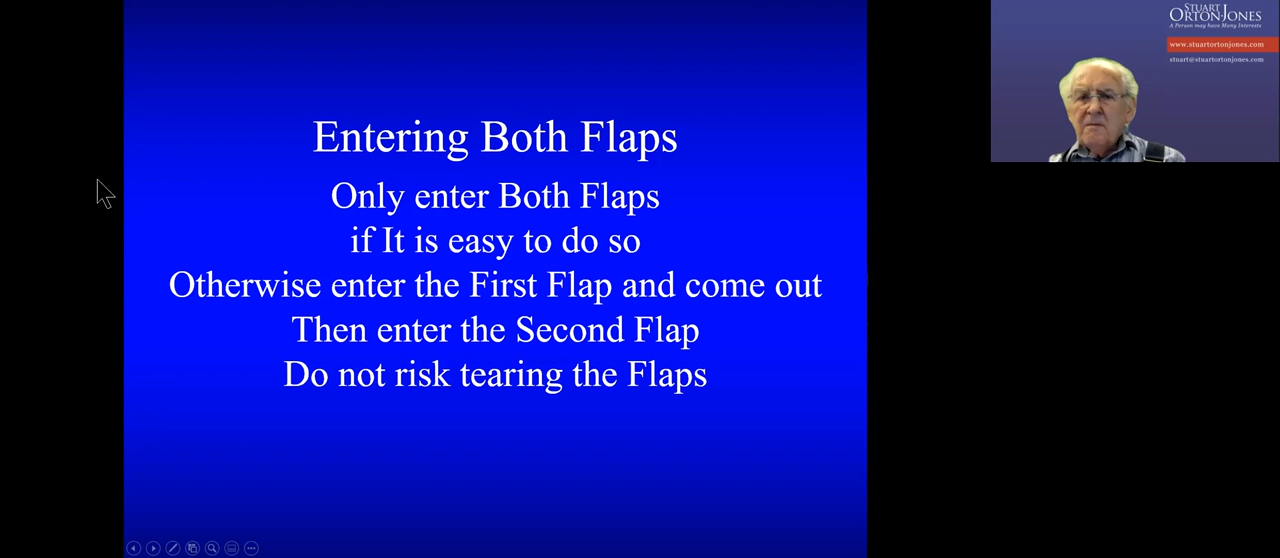 Entering Both Flaps
Only enter Both Flaps
if It is easy to do so
Otherwise enter the First Flap and come out
Then enter the Second Flap
Do not risk tearing the Flaps
STUART
ORTON-JONES
A Person may have Many Interests
www.stuartortonjones.com
stuart@stuartortonjones.com